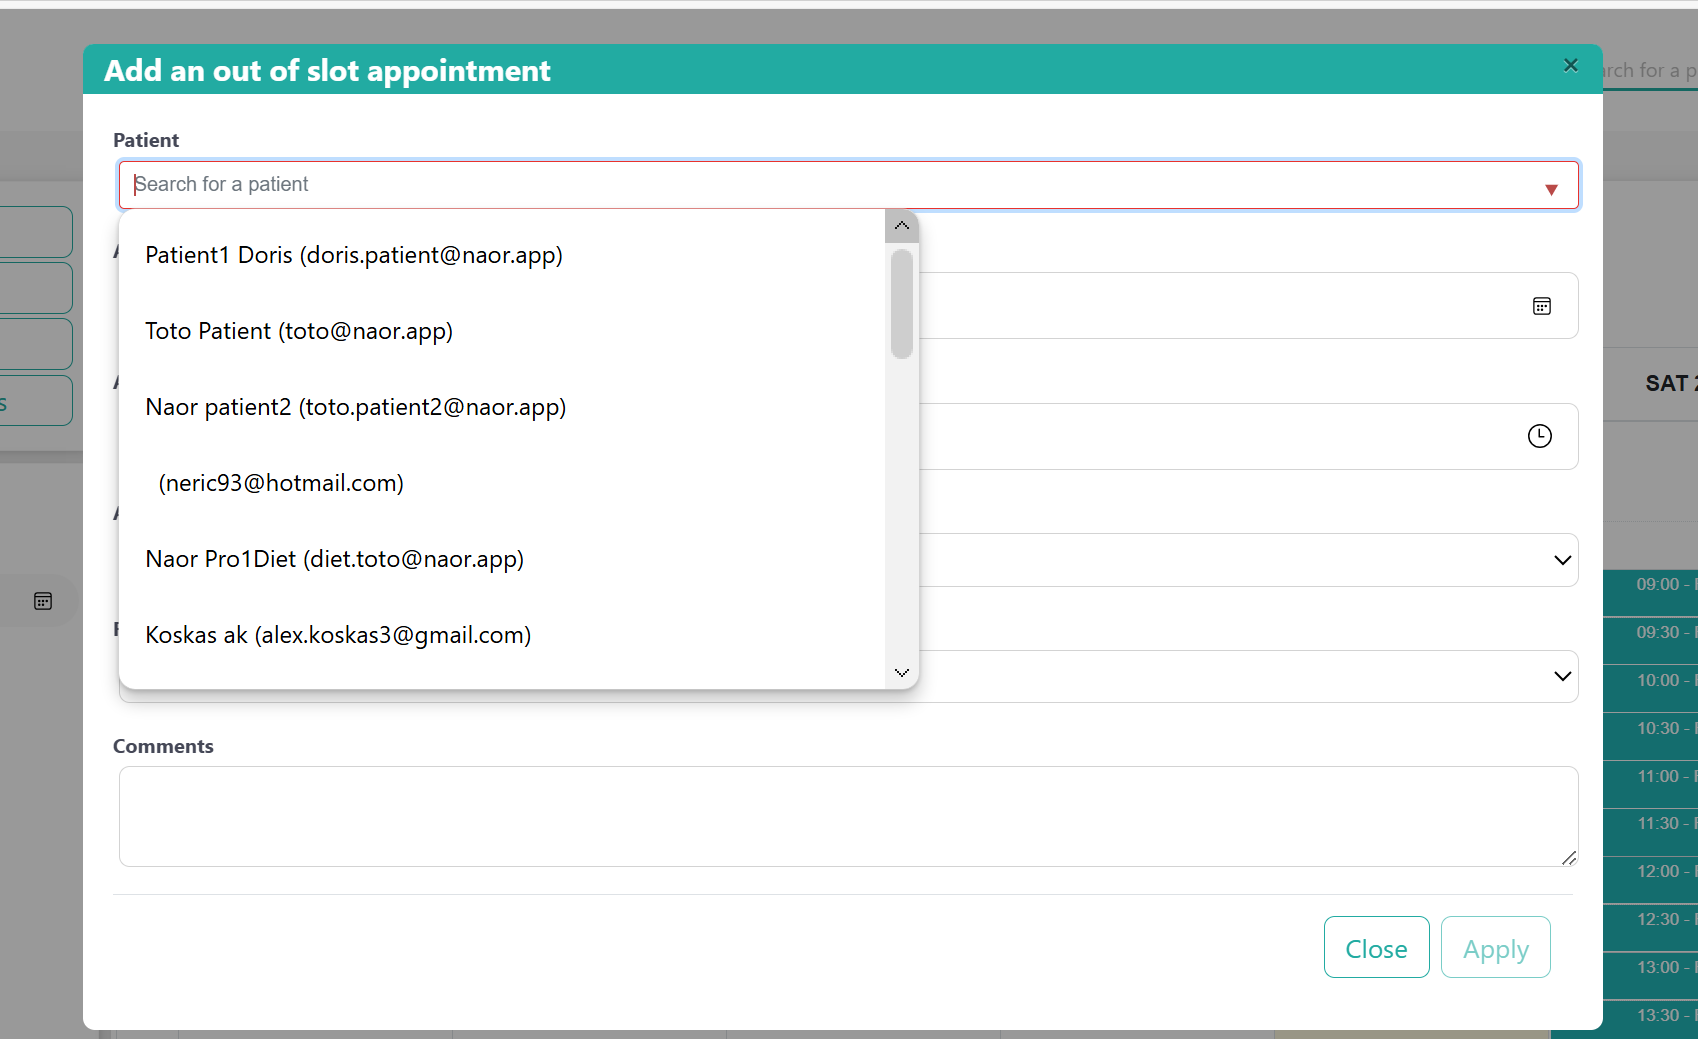 Add an out of slot appointment
rch for a p
Patient
Search for a patient
Patient1 Doris (doris.patient@naor.app)
Toto Patient (toto@naor.app)
Naor patient2 (toto.patient2@naor.app)
(neric93@hotmail.com)
Naor Pro1Diet (diet.toto@naor.app)
Koskas ak (alex.koskas3@gmail.com)
Comments
Close
Apply
SAT 2
09:00 -
09:30 -
10:00 -
10:30 -
11:00 -
11:30 -
12:00 -
12:30 -
13:00 -
13:30 -